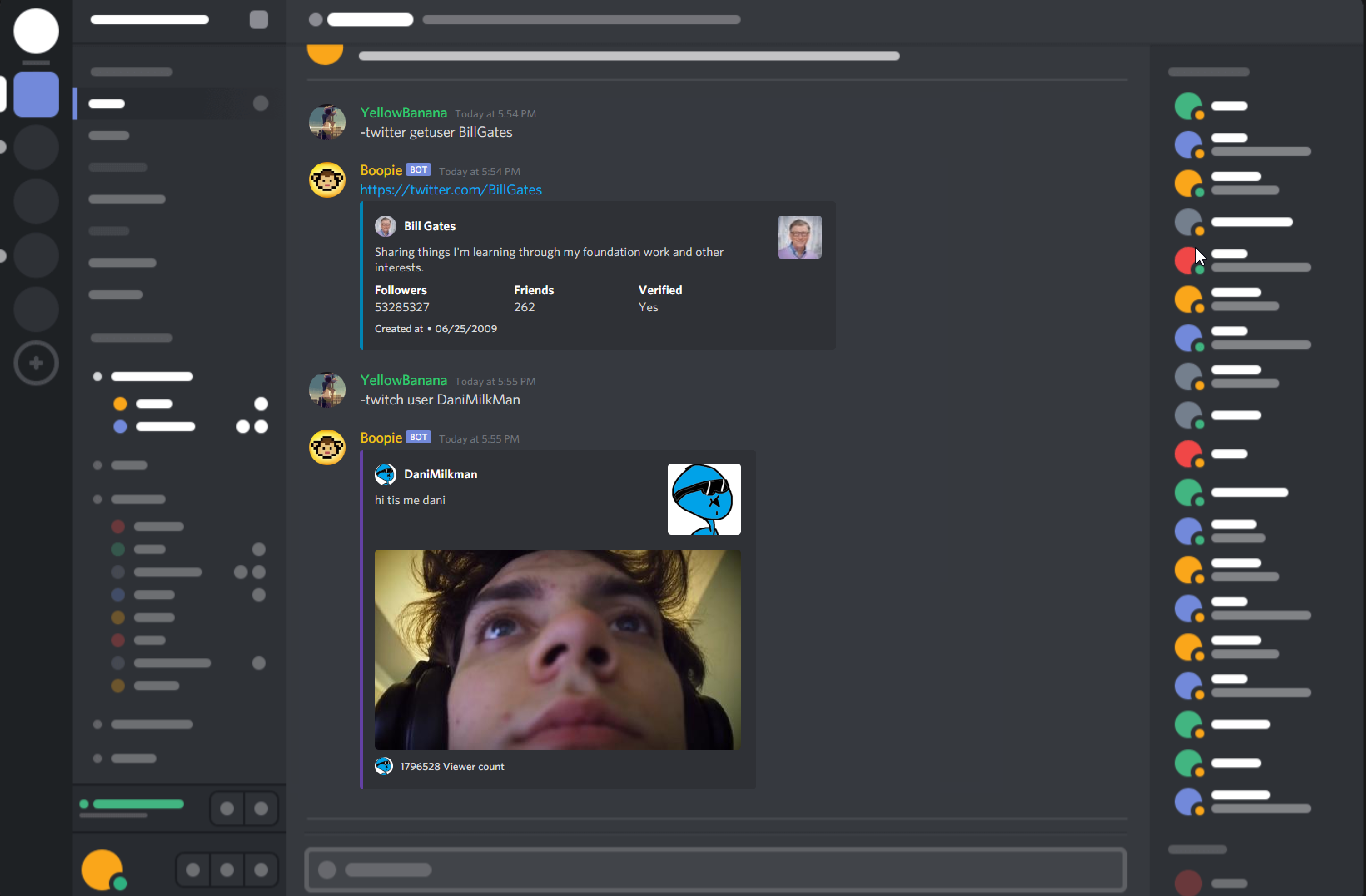 YellowBanana Today at 5:54 PM
-twitter getuser BillGates
Boopie BOT Today at 5:54 PM
https://twitter.com/BillGates
Bill Gates
Sharing things I'm learning through my foundation work and other
interests.
Followers Friends Verified
53285327 262 Yes
Created at • 06/25/2009
YellowBanana Today at 5:55 PM
-twitch user DaniMilkMan
Boopie BOT Today at 5:55 PM
DaniMilkman
hi tis me dani
1796528 Viewer count